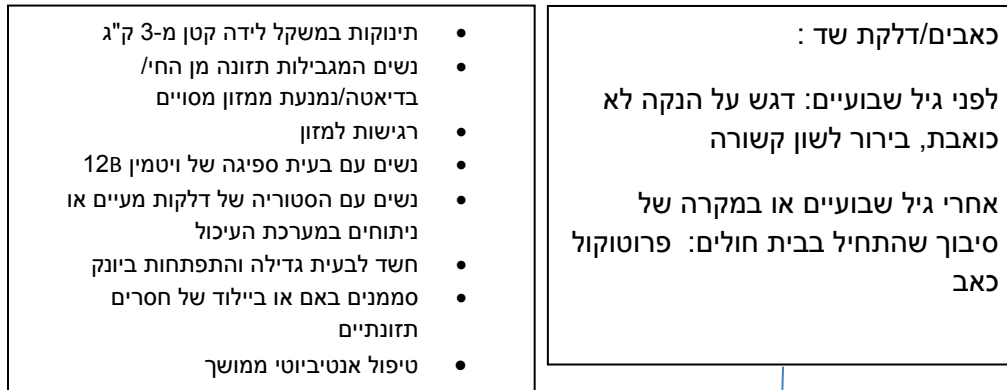 כאבים/דלקת שד :
לפני גיל שבועיים: דגש על הנקה לא
כואבת, בירור לשון קשורה
אחרי גיל שבועיים או במקרה של
סיבוך שהתחיל בבית חולים: פרוטוקול
כאב
• תינוקות במשקל לידה קטן מ-3 ק"ג
• נשים המגבילות תזונה מן החי/
בדיאטה/נמנעת ממזון מסויים
• רגישות למזון
• נשים עם בעית ספיגה של ויטמין 12B
• נשים עם הסטוריה של דלקות מעיים או
ניתוחים במערכת העיכול
• חשד לבעית גדילה והתפתחות ביונק
• סממנים באם או ביילוד של חסרים
תזונתיים
• טיפול אנטיביוטי ממושך